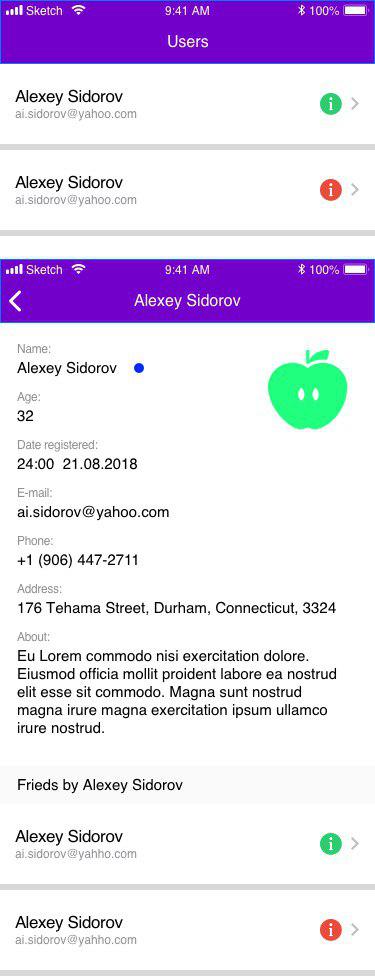 Sketch 9:41 AM 100%
Users
Alexey Sidorov
ai.sidorov@yahoo.com
i
Alexey Sidorov
ai.sidorov@yahoo.com
i
Sketch 9:41 AM 100%
Alexey Sidorov
Name:
Alexey Sidorov
Age:
32
Date registered:
24:00 21.08.2018
E-mail:
ai.sidorov@yahoo.com
Phone:
+1 (906) 447-2711
Address:
176 Tehama Street, Durham, Connecticut, 3324
About:
Eu Lorem commodo nisi exercitation dolore.
Eiusmod officia mollit proident labore ea nostrud
elit esse sit commodo. Magna sunt nostrud
magna irure magna exercitation ipsum ullamco
irure nostrud.
Frieds by Alexey Sidorov
Alexey Sidorov
ai.sidorov@yahho.com
i
Alexey Sidorov
ai.sidorov@yahho.com
i